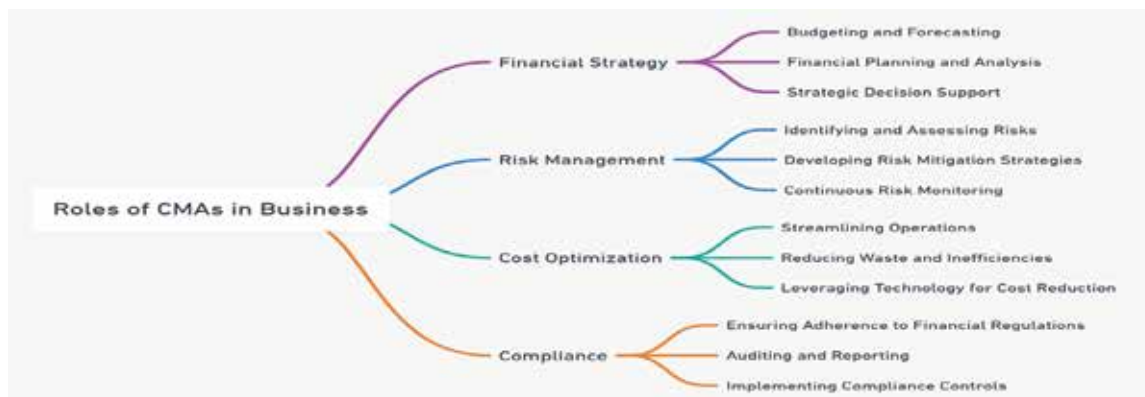 Roles of CMAs in Business
Financial Strategy
Budgeting and Forecasting
Financial Planning and Analysis
Strategic Decision Support
Risk Management
Identifying and Assessing Risks
Developing Risk Mitigation Strategies
Continuous Risk Monitoring
Cost Optimization
Streamlining Operations
Reducing Waste and Inefficiencies
Leveraging Technology for Cost Reduction
Compliance
Ensuring Adherence to Financial Regulations
Auditing and Reporting
Implementing Compliance Controls